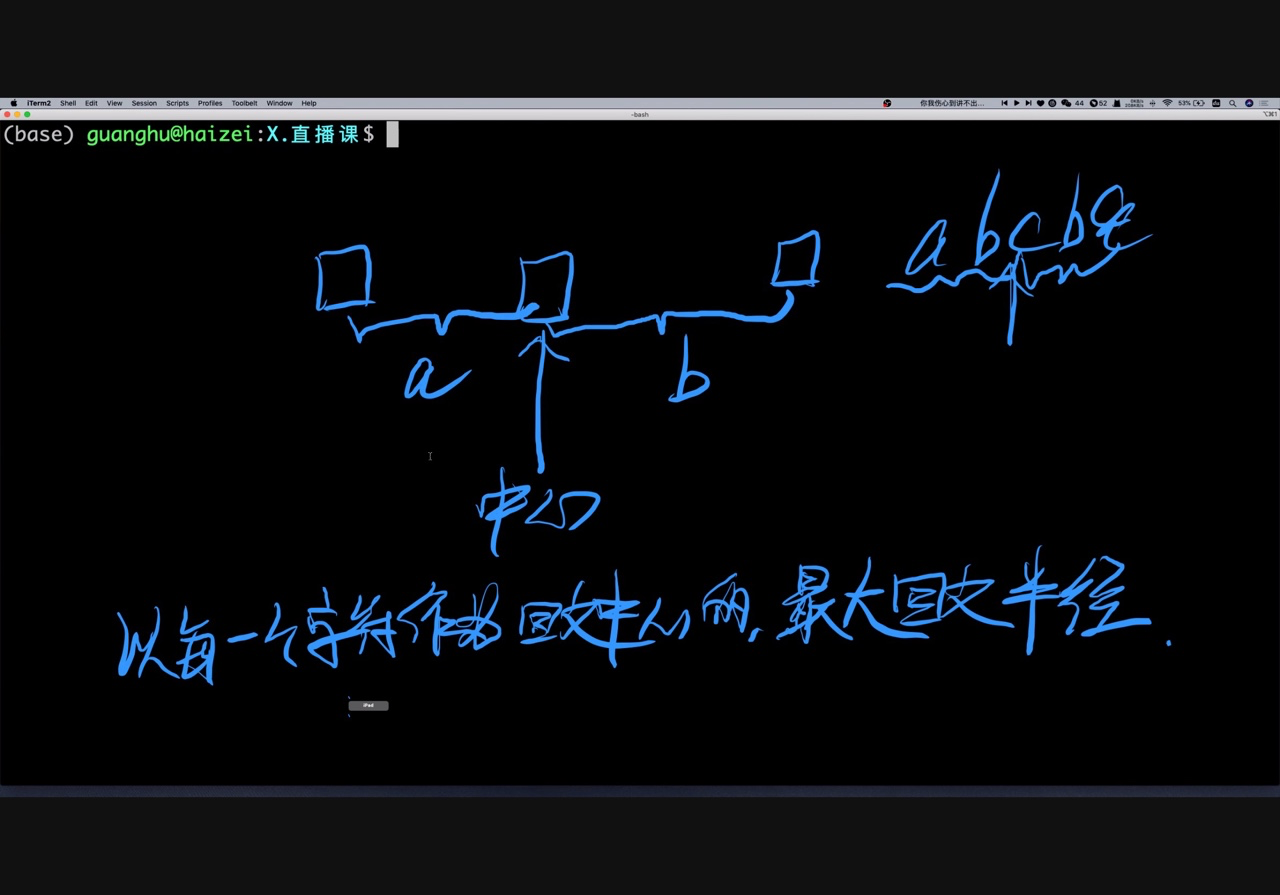 iTerm2 Shell Edit View Session Scripts Profiles Toolbelt Window Help 你我伤心到讲不出... 44 52 53%
-bash ⌥⌘1
(base) guanghu@haizei:X.直播课$
abcba
a b
中心
以每一个字符作为回文中心的,最大回文半径.
iPad